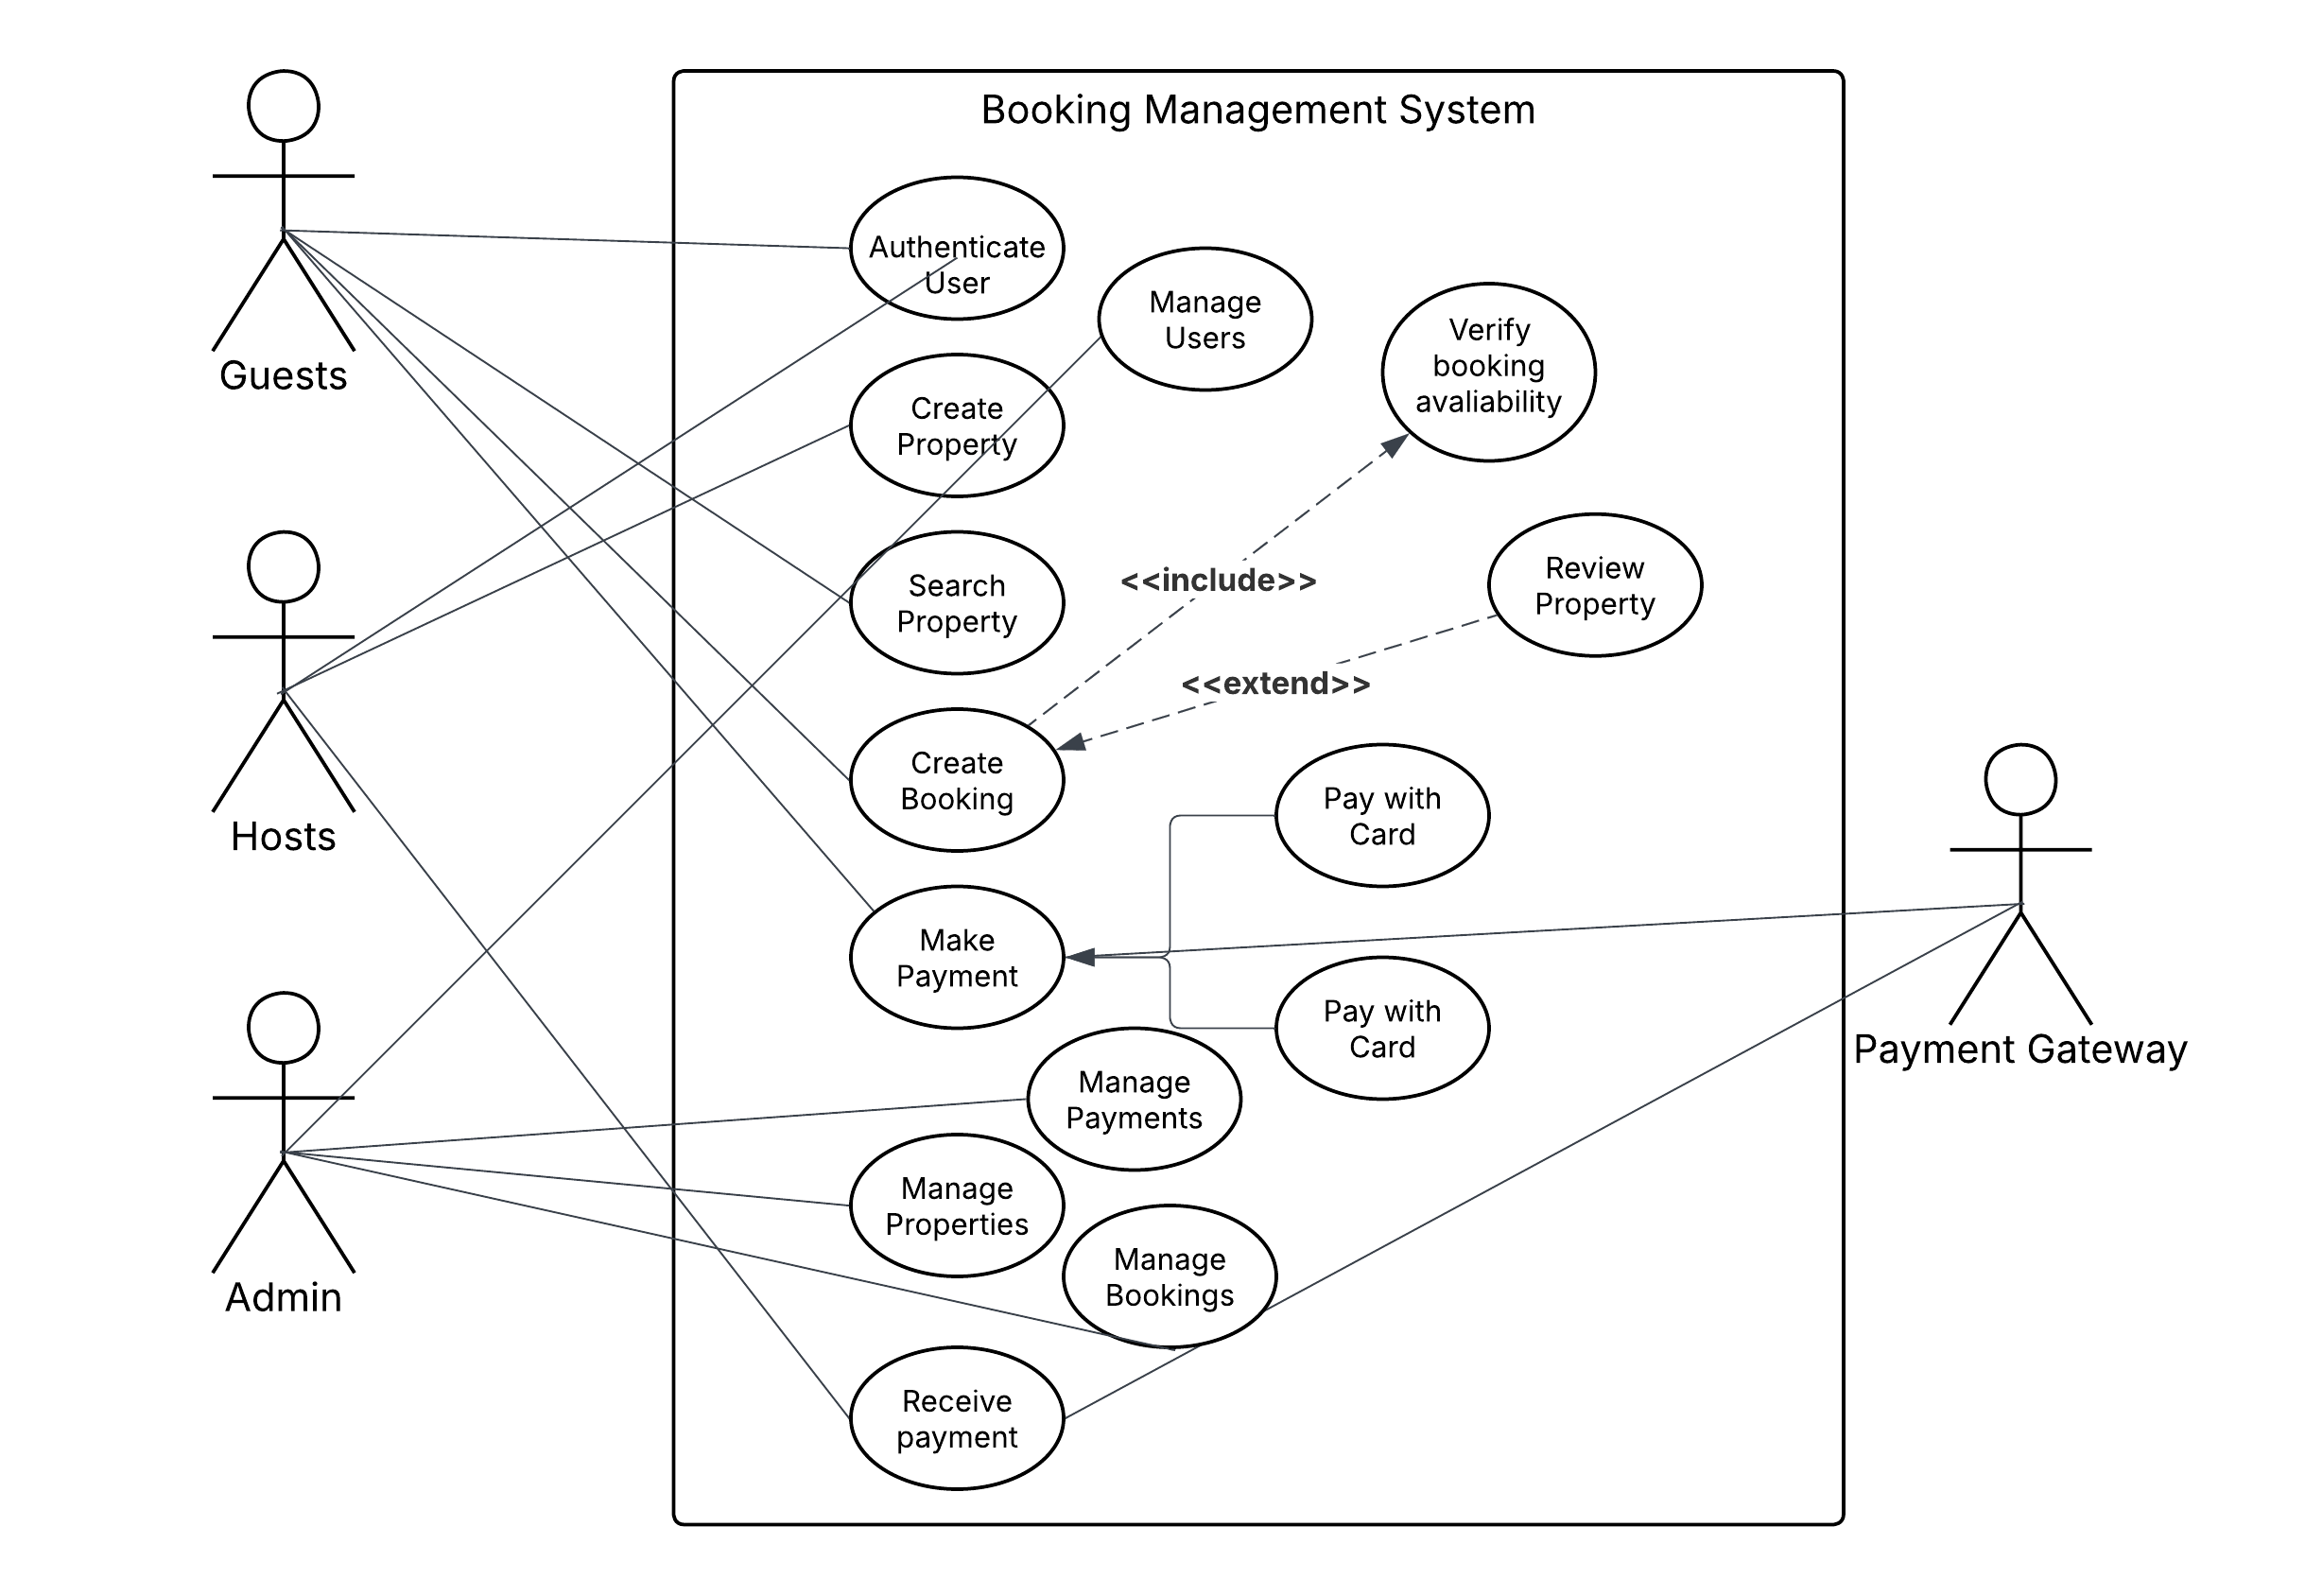 Booking Management System
Authenticate
User
Manage
Users
Verify
booking
avaliability
Guests
Create
Property
Search
Property
<<include>>
Review
Property
<<extend>>
Create
Booking
Hosts
Pay with
Card
Make
Payment
Pay with
Card
Payment Gateway
Manage
Payments
Manage
Properties
Manage
Bookings
Admin
Receive
payment